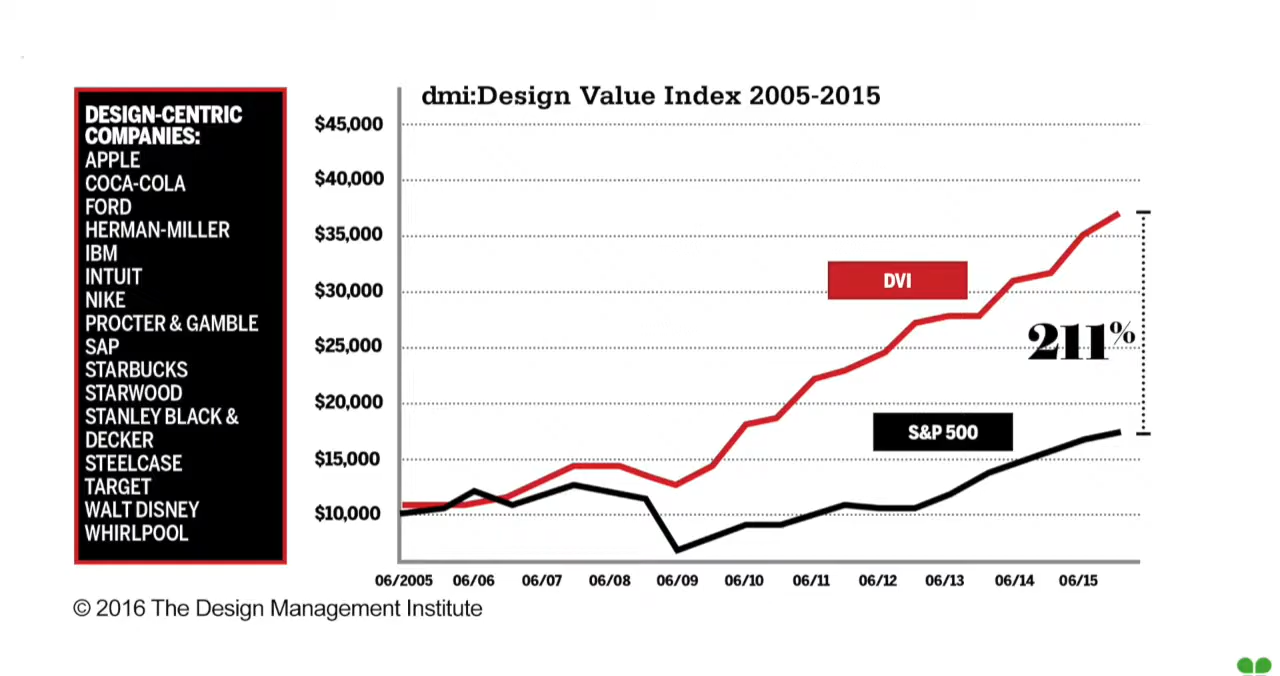 dmi:Design Value Index 2005-2015
DESIGN-CENTRIC
COMPANIES:
APPLE
COCA-COLA
FORD
HERMAN-MILLER
IBM
INTUIT
NIKE
PROCTER & GAMBLE
SAP
STARBUCKS
STARWOOD
STANLEY BLACK &
DECKER
STEELCASE
TARGET
WALT DISNEY
WHIRLPOOL
$45,000
$40,000
$35,000
$30,000
$25,000
$20,000
$15,000
$10,000
DVI
211%
S&P 500
06/2005 06/06 06/07 06/08 06/09 06/10 06/11 06/12 06/13 06/14 06/15
© 2016 The Design Management Institute